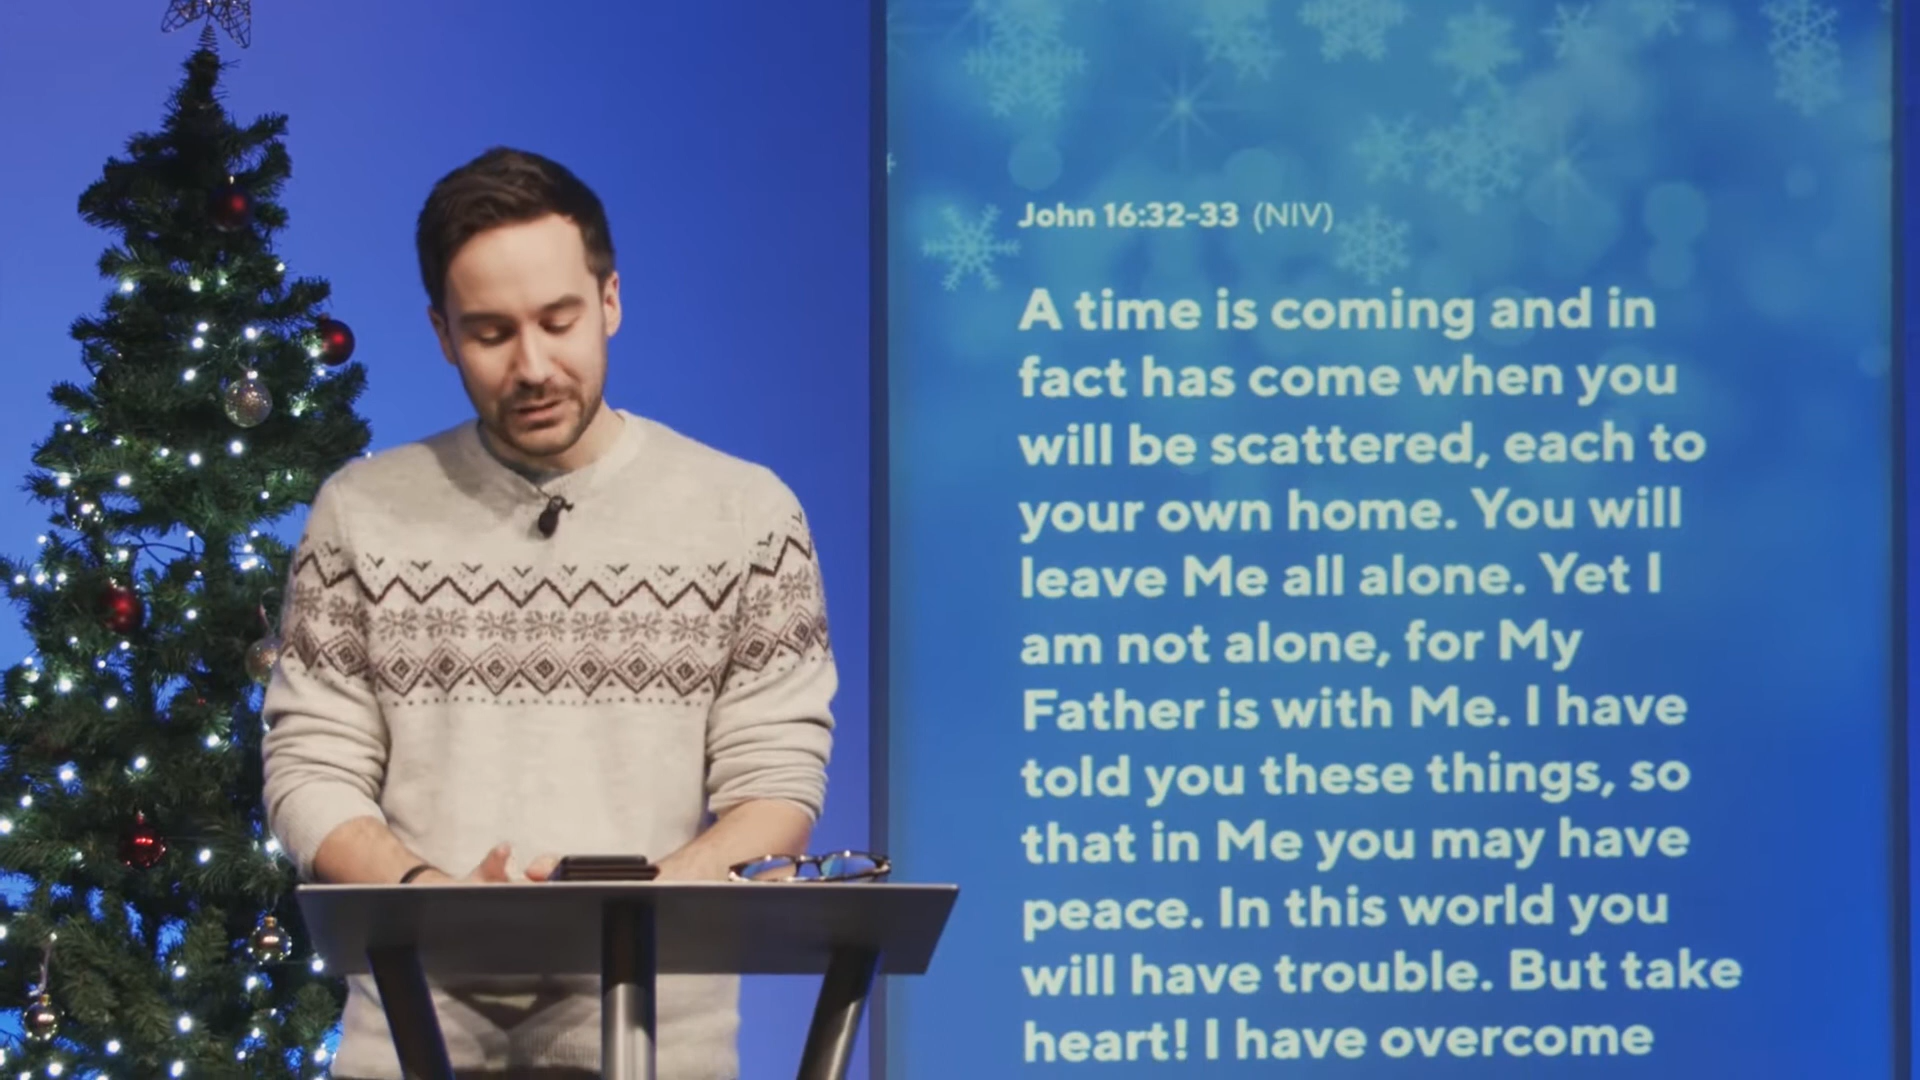 John 16:32-33 (NIV)
A time is coming and in
fact has come when you
will be scattered, each to
your own home. You will
leave Me all alone. Yet I
am not alone, for My
Father is with Me. I have
told you these things, so
that in Me you may have
peace. In this world you
will have trouble. But take
heart! I have overcome